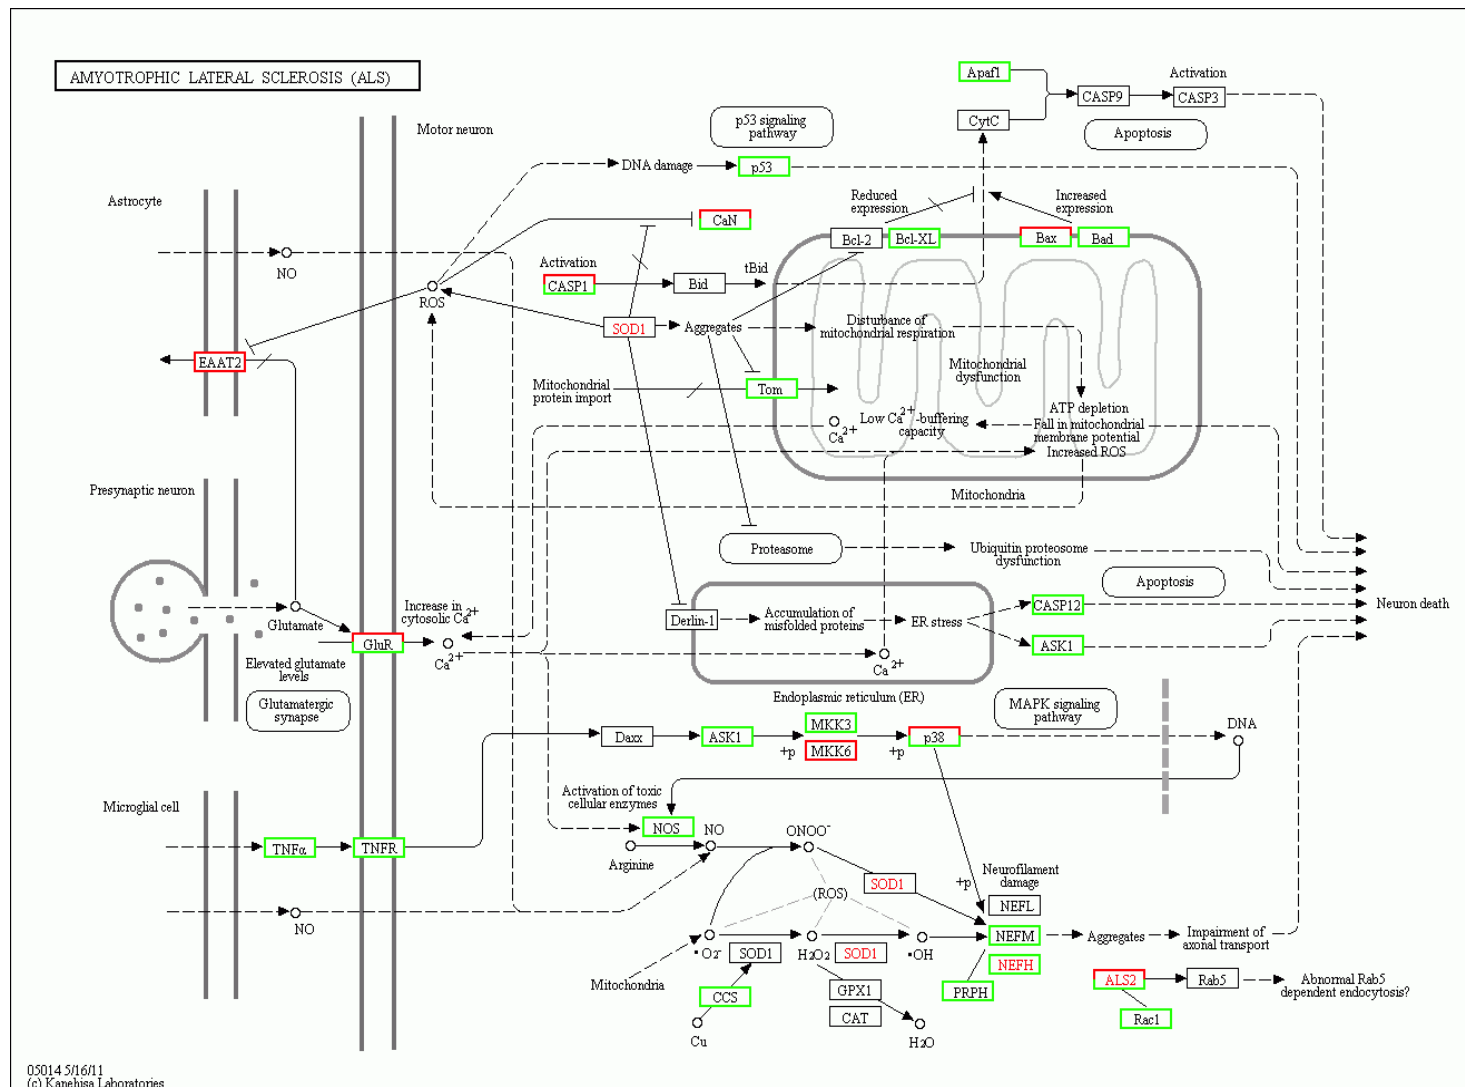 AMYOTROPHIC LATERAL SCLEROSIS (ALS)
Apaf1
Activation
CASP9
CASP3
CytC
Apoptosis
Motor neuron
p53 signaling
pathway
DNA damage
p53
Astrocyte
Reduced
expression
Increased
expression
CaN
Bcl-2
Bcl-XL
Bax
Bad
NO
Activation
CASP1
Bid
tBid
ROS
SOD1
Aggregates
Disturbance of
mitochondrial respiration
EAAT2
Mitochondrial
dysfunction
Mitochondrial
protein import
Tom
ATP depletion
Fall in mitochondrial
membrane potential
Increased ROS
Low Ca2+-buffering
capacity
Ca2+
Presynaptic neuron
Mitochondria
Proteasome
Ubiquitin proteosome
dysfunction
Apoptosis
Glutamate
Increase in
cytosolic Ca2+
Derlin-1
Accumulation of
misfolded proteins
ER stress
CASP12
Neuron death
GluR
Ca2+
ASK1
Ca2+
Elevated glutamate
levels
Glutamatergic
synapse
Endoplasmic reticulum (ER)
MAPK signaling
pathway
Daxx
ASK1
MKK3
MKK6
+p
+p
p38
DNA
Microglial cell
Activation of toxic
cellular enzymes
TNFα
TNFR
NOS
NO
ONOO-
Arginine
SOD1
+p
Neurofilament
damage
(ROS)
NEFL
NO
NEFM
Aggregates
Impairment of
axonal transport
•O2-
SOD1
H2O2
SOD1
•OH
NEFH
Mitochondria
CCS
GPX1
PRPH
ALS2
Rab5
Abnormal Rab5
dependent endocytosis?
CAT
Rac1
Cu
H2O
05014 5/16/11
(c) Kanehisa Laboratories